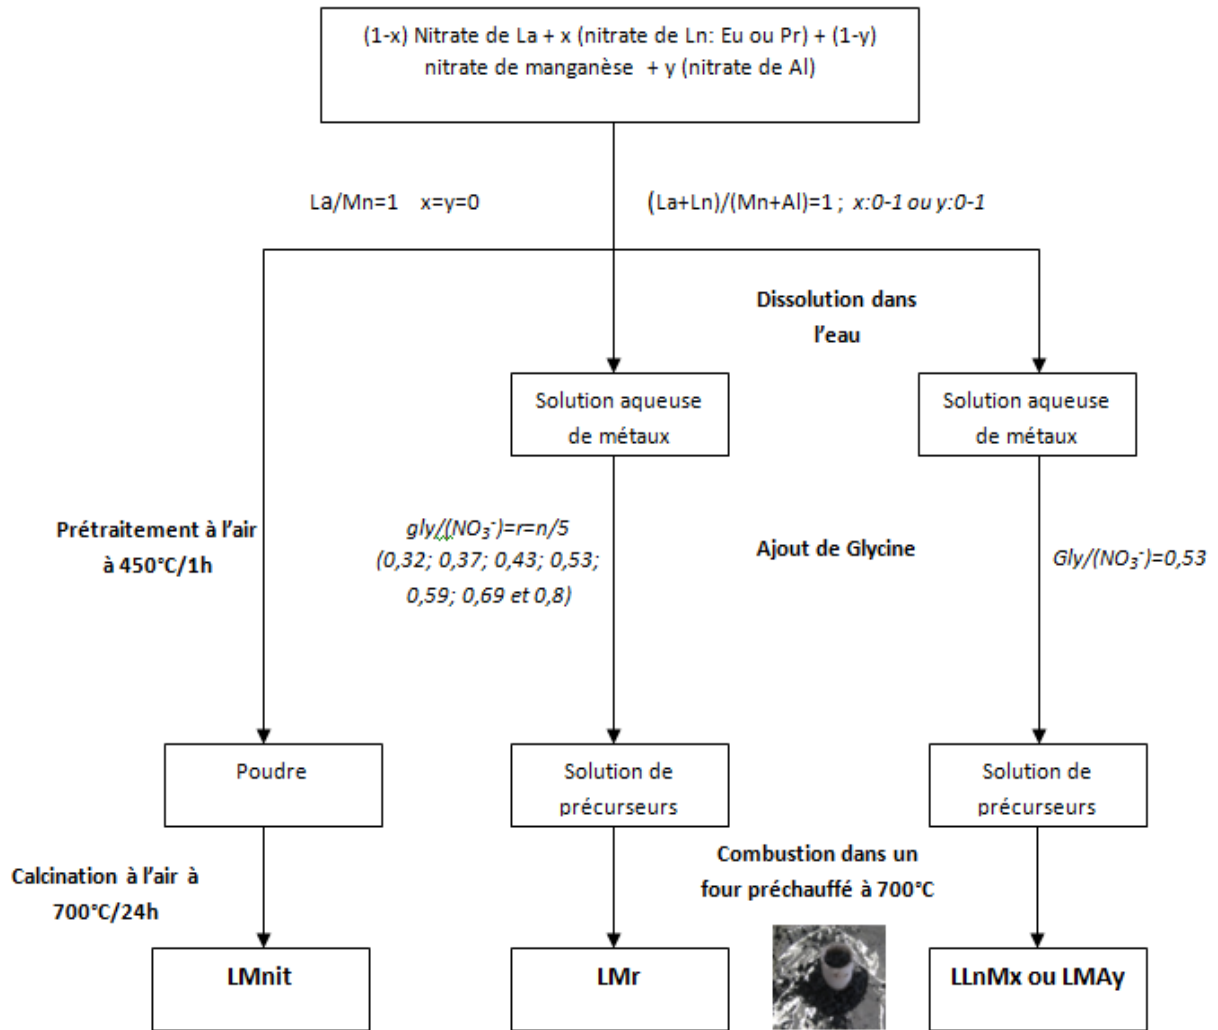 (1-x) Nitrate de La + x (nitrate de Ln: Eu ou Pr) + (1-y)
nitrate de manganèse + y (nitrate de Al)
La/Mn=1 x=y=0
(La+Ln)/(Mn+Al)=1 ; x:0-1 ou y:0-1
Dissolution dans
l'eau
Solution aqueuse
de métaux
Solution aqueuse
de métaux
Prétraitement à l'air
à 450°C/1h
gly/(NO₃⁻)=r=n/5
(0,32; 0,37; 0,43; 0,53;
0,59; 0,69 et 0,8)
Ajout de Glycine
Gly/(NO₃⁻)=0,53
Poudre
Solution de
précurseurs
Solution de
précurseurs
Calcination à l'air à
700°C/24h
Combustion dans un
four préchauffé à 700°C
LMnit
LMr
LLnMx ou LMAy